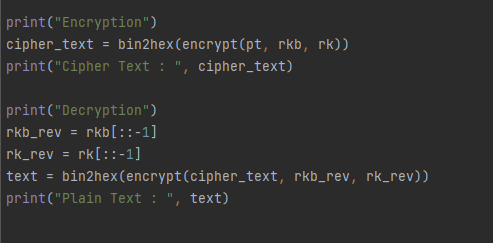 print("Encryption")
cipher_text = bin2hex(encrypt(pt, rkb, rk))
print("Cipher Text : ", cipher_text)
print("Decryption")
rkb_rev = rkb[::-1]
rk_rev = rk[::-1]
text = bin2hex(encrypt(cipher_text, rkb_rev, rk_rev))
print("Plain Text : ", text)